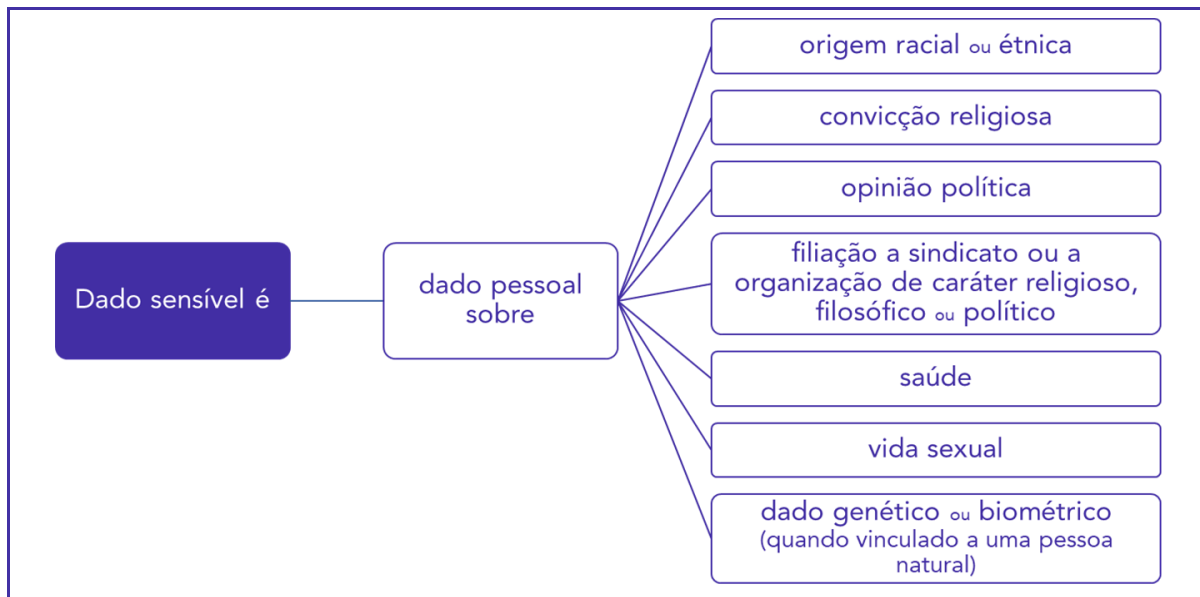 Dado sensível é
dado pessoal
sobre
origem racial ou étnica
convicção religiosa
opinião política
filiação a sindicato ou a
organização de caráter religioso,
filosófico ou político
saúde
vida sexual
dado genético ou biométrico
(quando vinculado a uma pessoa
natural)